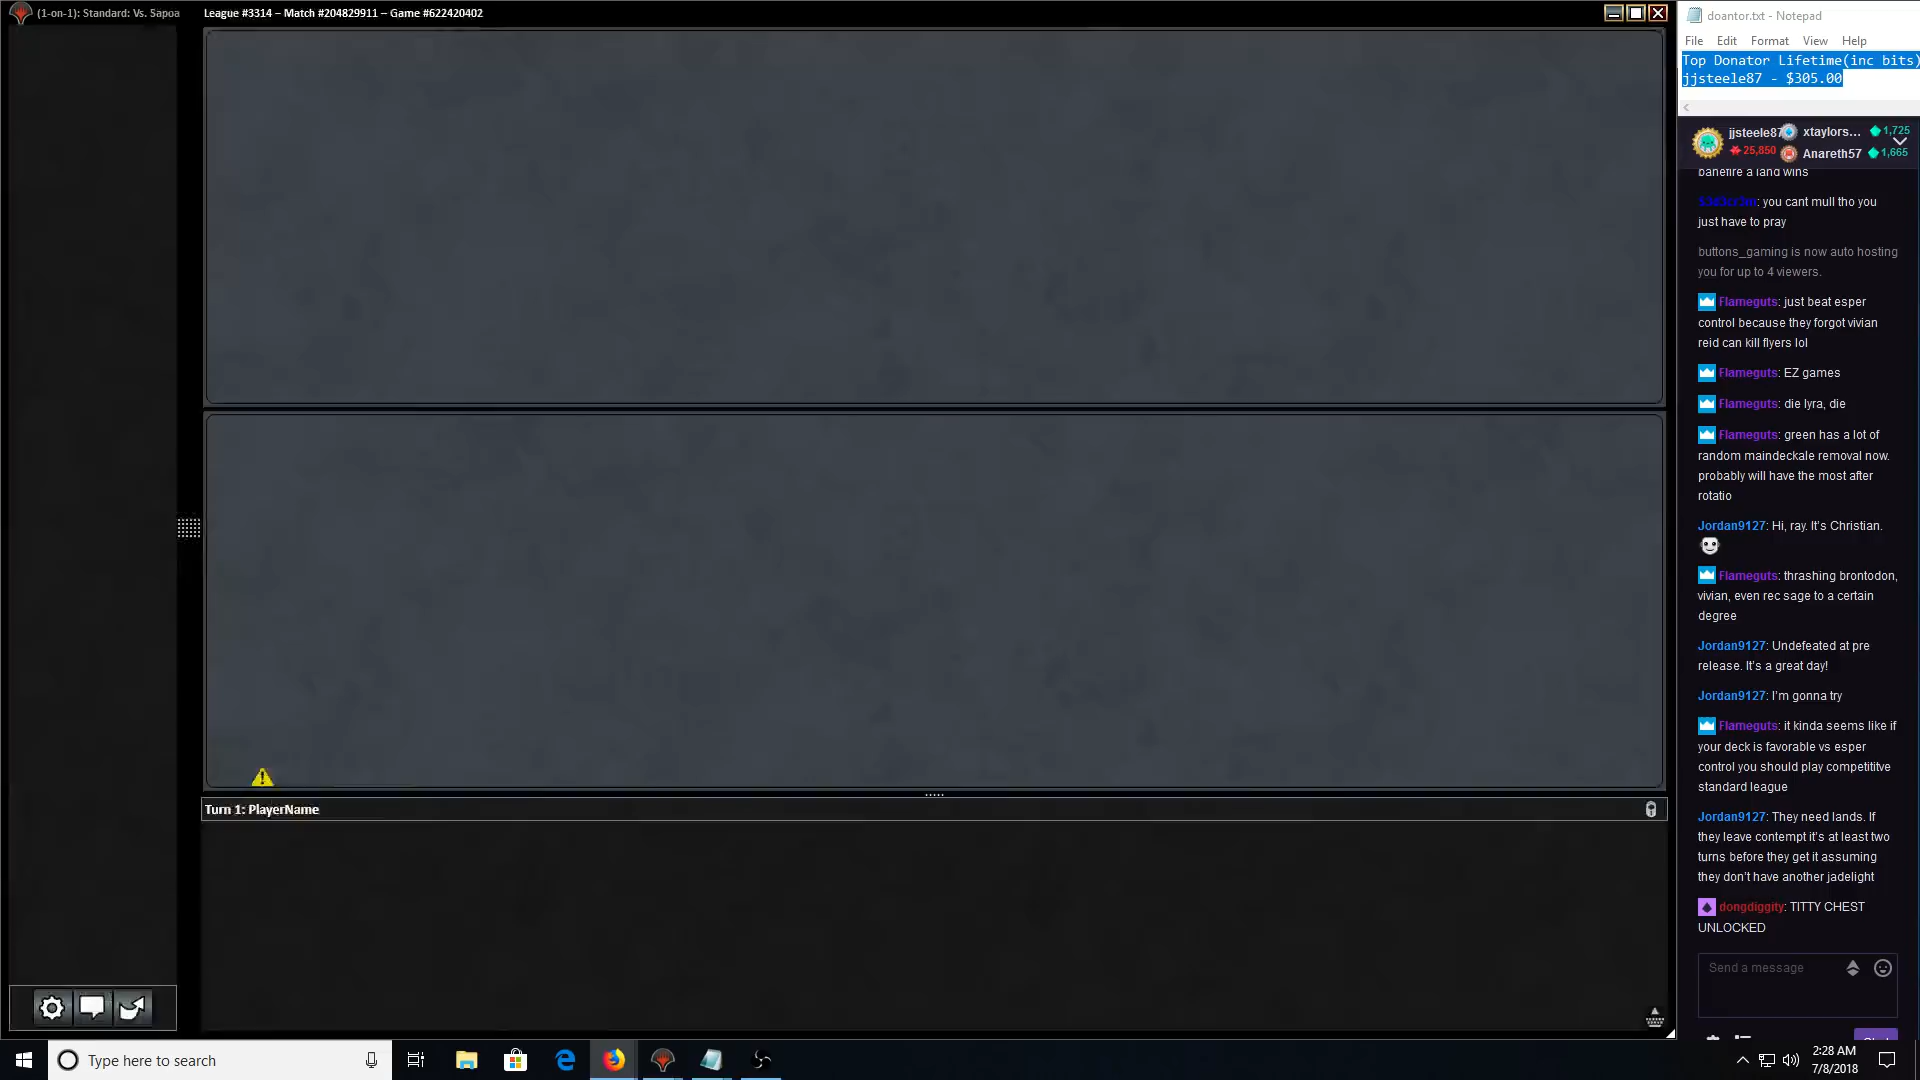 (1-on-1): Standard: Vs. Sapoa
League #3314 – Match #204829911 – Game #622420402
Turn 1: PlayerName
doantor.txt - Notepad
File Edit Format View Help
Top Donator Lifetime(inc bits)
jjsteele87 - $305.00
jjsteele87
25,850
xtaylors... 1,725
Anareth57 1,665
banefire a land wins
you cant mull tho you
just have to pray
buttons_gaming is now auto hosting
you for up to 4 viewers.
Flameguts: just beat esper
control because they forgot vivian
reid can kill flyers lol
Flameguts: EZ games
Flameguts: die lyra, die
Flameguts: green has a lot of
random maindeckale removal now.
probably will have the most after
rotatio
Jordan9127: Hi, ray. It's Christian.
Flameguts: thrashing brontodon,
vivian, even rec sage to a certain
degree
Jordan9127: Undefeated at pre
release. It's a great day!
Jordan9127: I'm gonna try
Flameguts: it kinda seems like if
your deck is favorable vs esper
control you should play competititve
standard league
Jordan9127: They need lands. If
they leave contempt it's at least two
turns before they get it assuming
they don't have another jadelight
dongdiggity: TITTY CHEST
UNLOCKED
Send a message
Type here to search
2:28 AM
7/8/2018